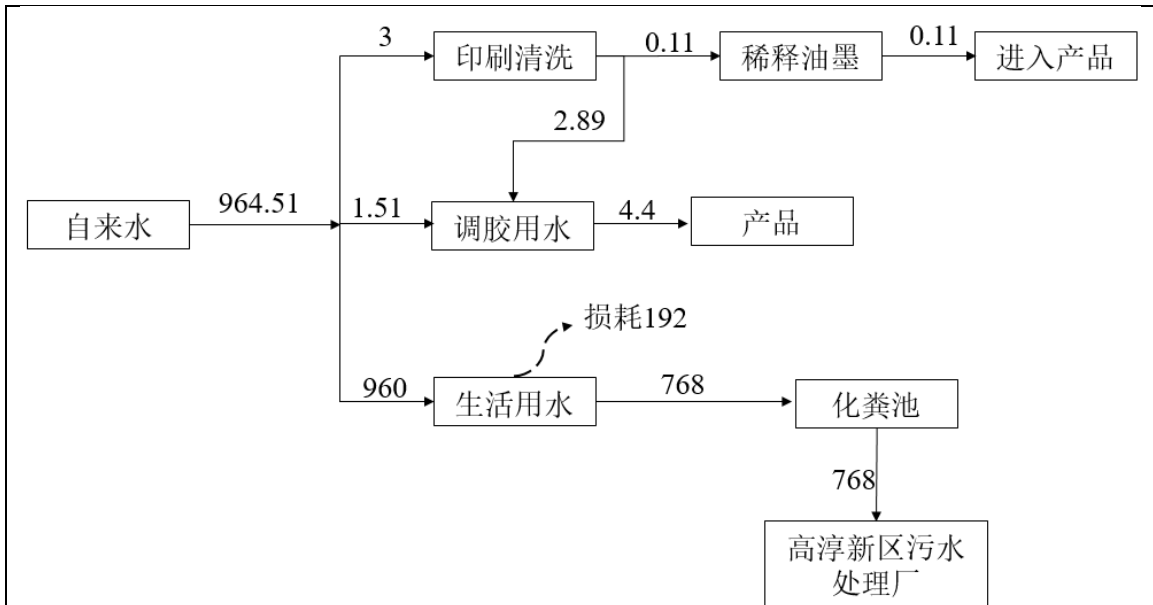 3
印刷清洗
0.11
稀释油墨
0.11
进入产品
2.89
自来水
964.51
1.51
调胶用水
4.4
产品
损耗192
960
生活用水
768
化粪池
768
高淳新区污水
处理厂